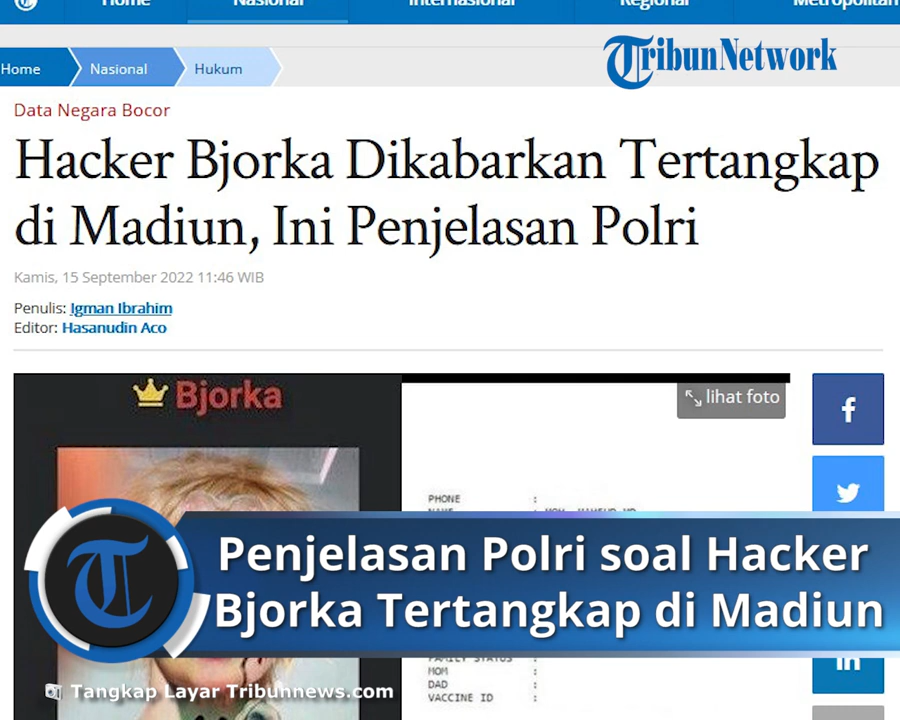 Home Nasional Internasional Regional Metropolitan
Home Nasional Hukum
TribunNetwork
Data Negara Bocor
Hacker Bjorka Dikabarkan Tertangkap
di Madiun, Ini Penjelasan Polri
Kamis, 15 September 2022 11:46 WIB
Penulis: Igman Ibrahim
Editor: Hasanudin Aco
Bjorka
lihat foto
PHONE :
Penjelasan Polri soal Hacker
Bjorka Tertangkap di Madiun
FAMILY STATUS :
MOM :
DAD :
VACCINE ID :
Tangkap Layar Tribunnews.com